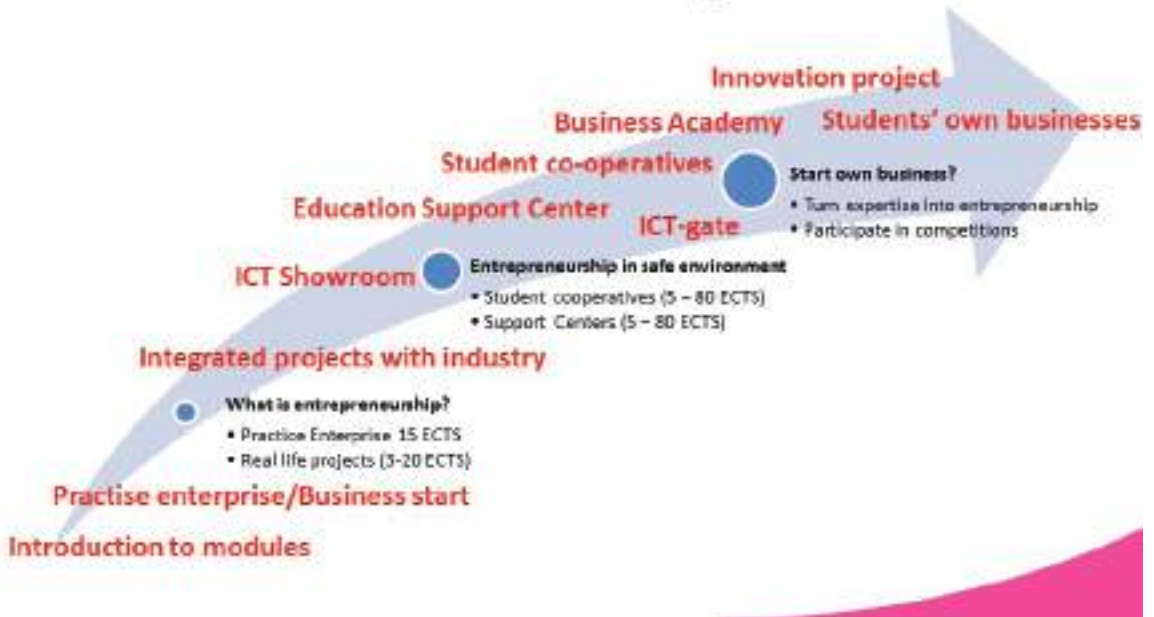 Innovation project
Business Academy
Students' own businesses
Student co-operatives
Start own business?
• Turn expertise into entrepreneurship
• Participate in competitions
Education Support Center
ICT-gate
ICT Showroom
Entrepreneurship in safe environment
• Student cooperatives (5 – 80 ECTS)
• Support Centers (5 – 80 ECTS)
Integrated projects with industry
What is entrepreneurship?
• Practice Enterprise 15 ECTS
• Real life projects (3-20 ECTS)
Practise enterprise/Business start
Introduction to modules